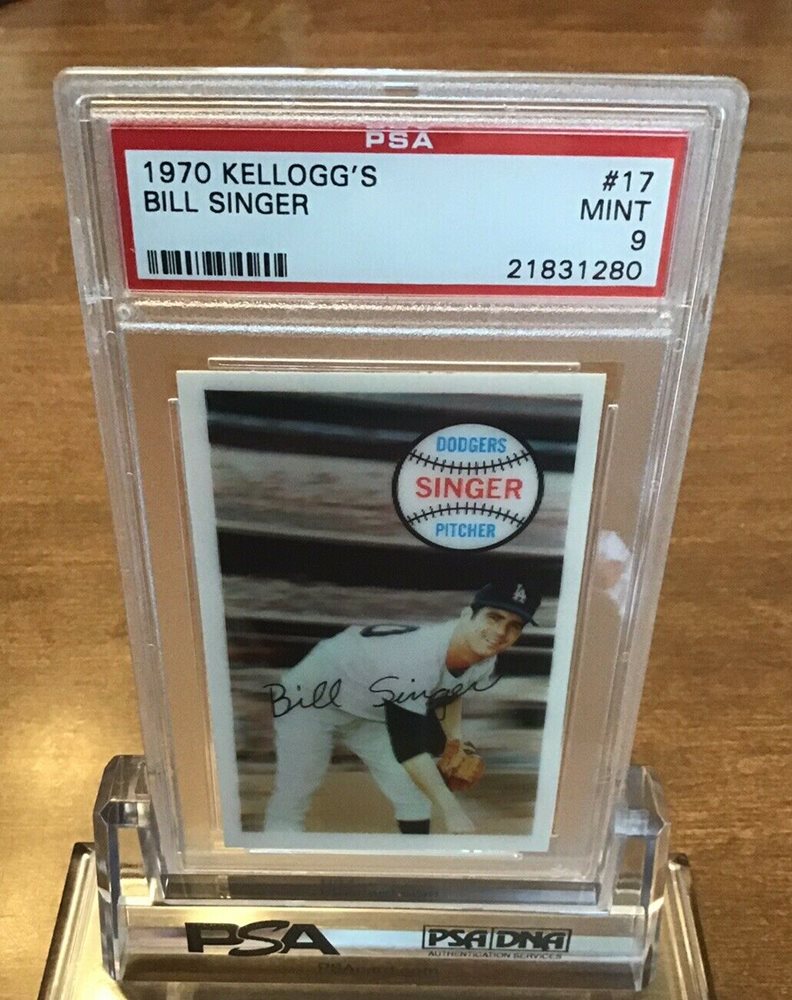 PSA
1970 KELLOGG'S #17
BILL SINGER MINT
9
21831280
DODGERS
SINGER
PITCHER
LA
Bill Singer
PSA PSA DNA
AUTHENTICATION SERVICES